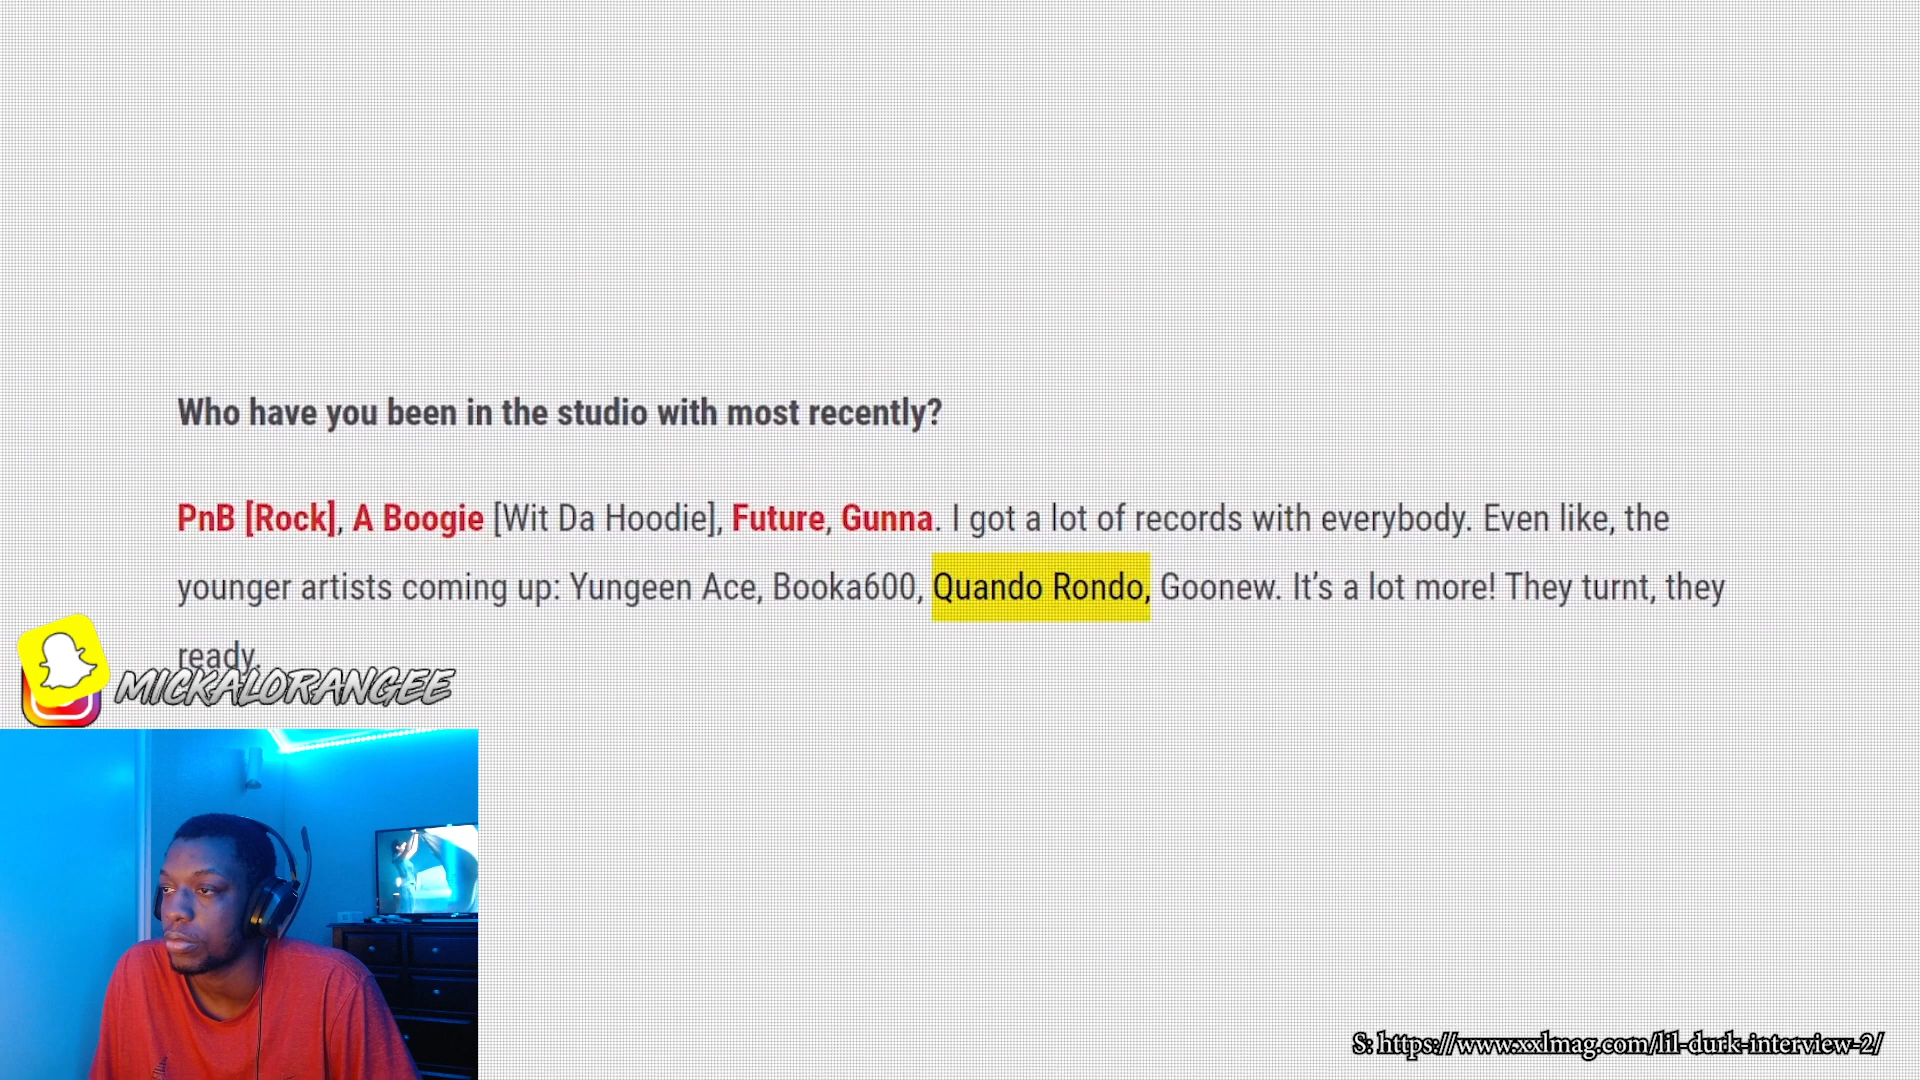 Who have you been in the studio with most recently?
PnB [Rock], A Boogie [Wit Da Hoodie], Future, Gunna. I got a lot of records with everybody. Even like, the
younger artists coming up: Yungeen Ace, Booka600, Quando Rondo, Goonew. It’s a lot more! They turnt, they
ready.
MICKALORANGEE
S: https://www.xxlmag.com/lil-durk-interview-2/